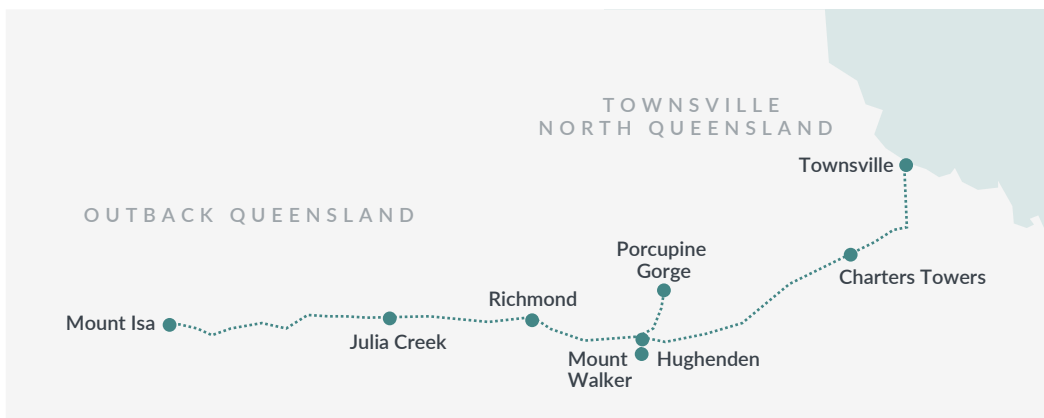 TOWNSVILLE
NORTH QUEENSLAND
Townsville
OUTBACK QUEENSLAND
Porcupine
Gorge
Charters Towers
Richmond
Mount Isa
Julia Creek
Mount
Walker
Hughenden